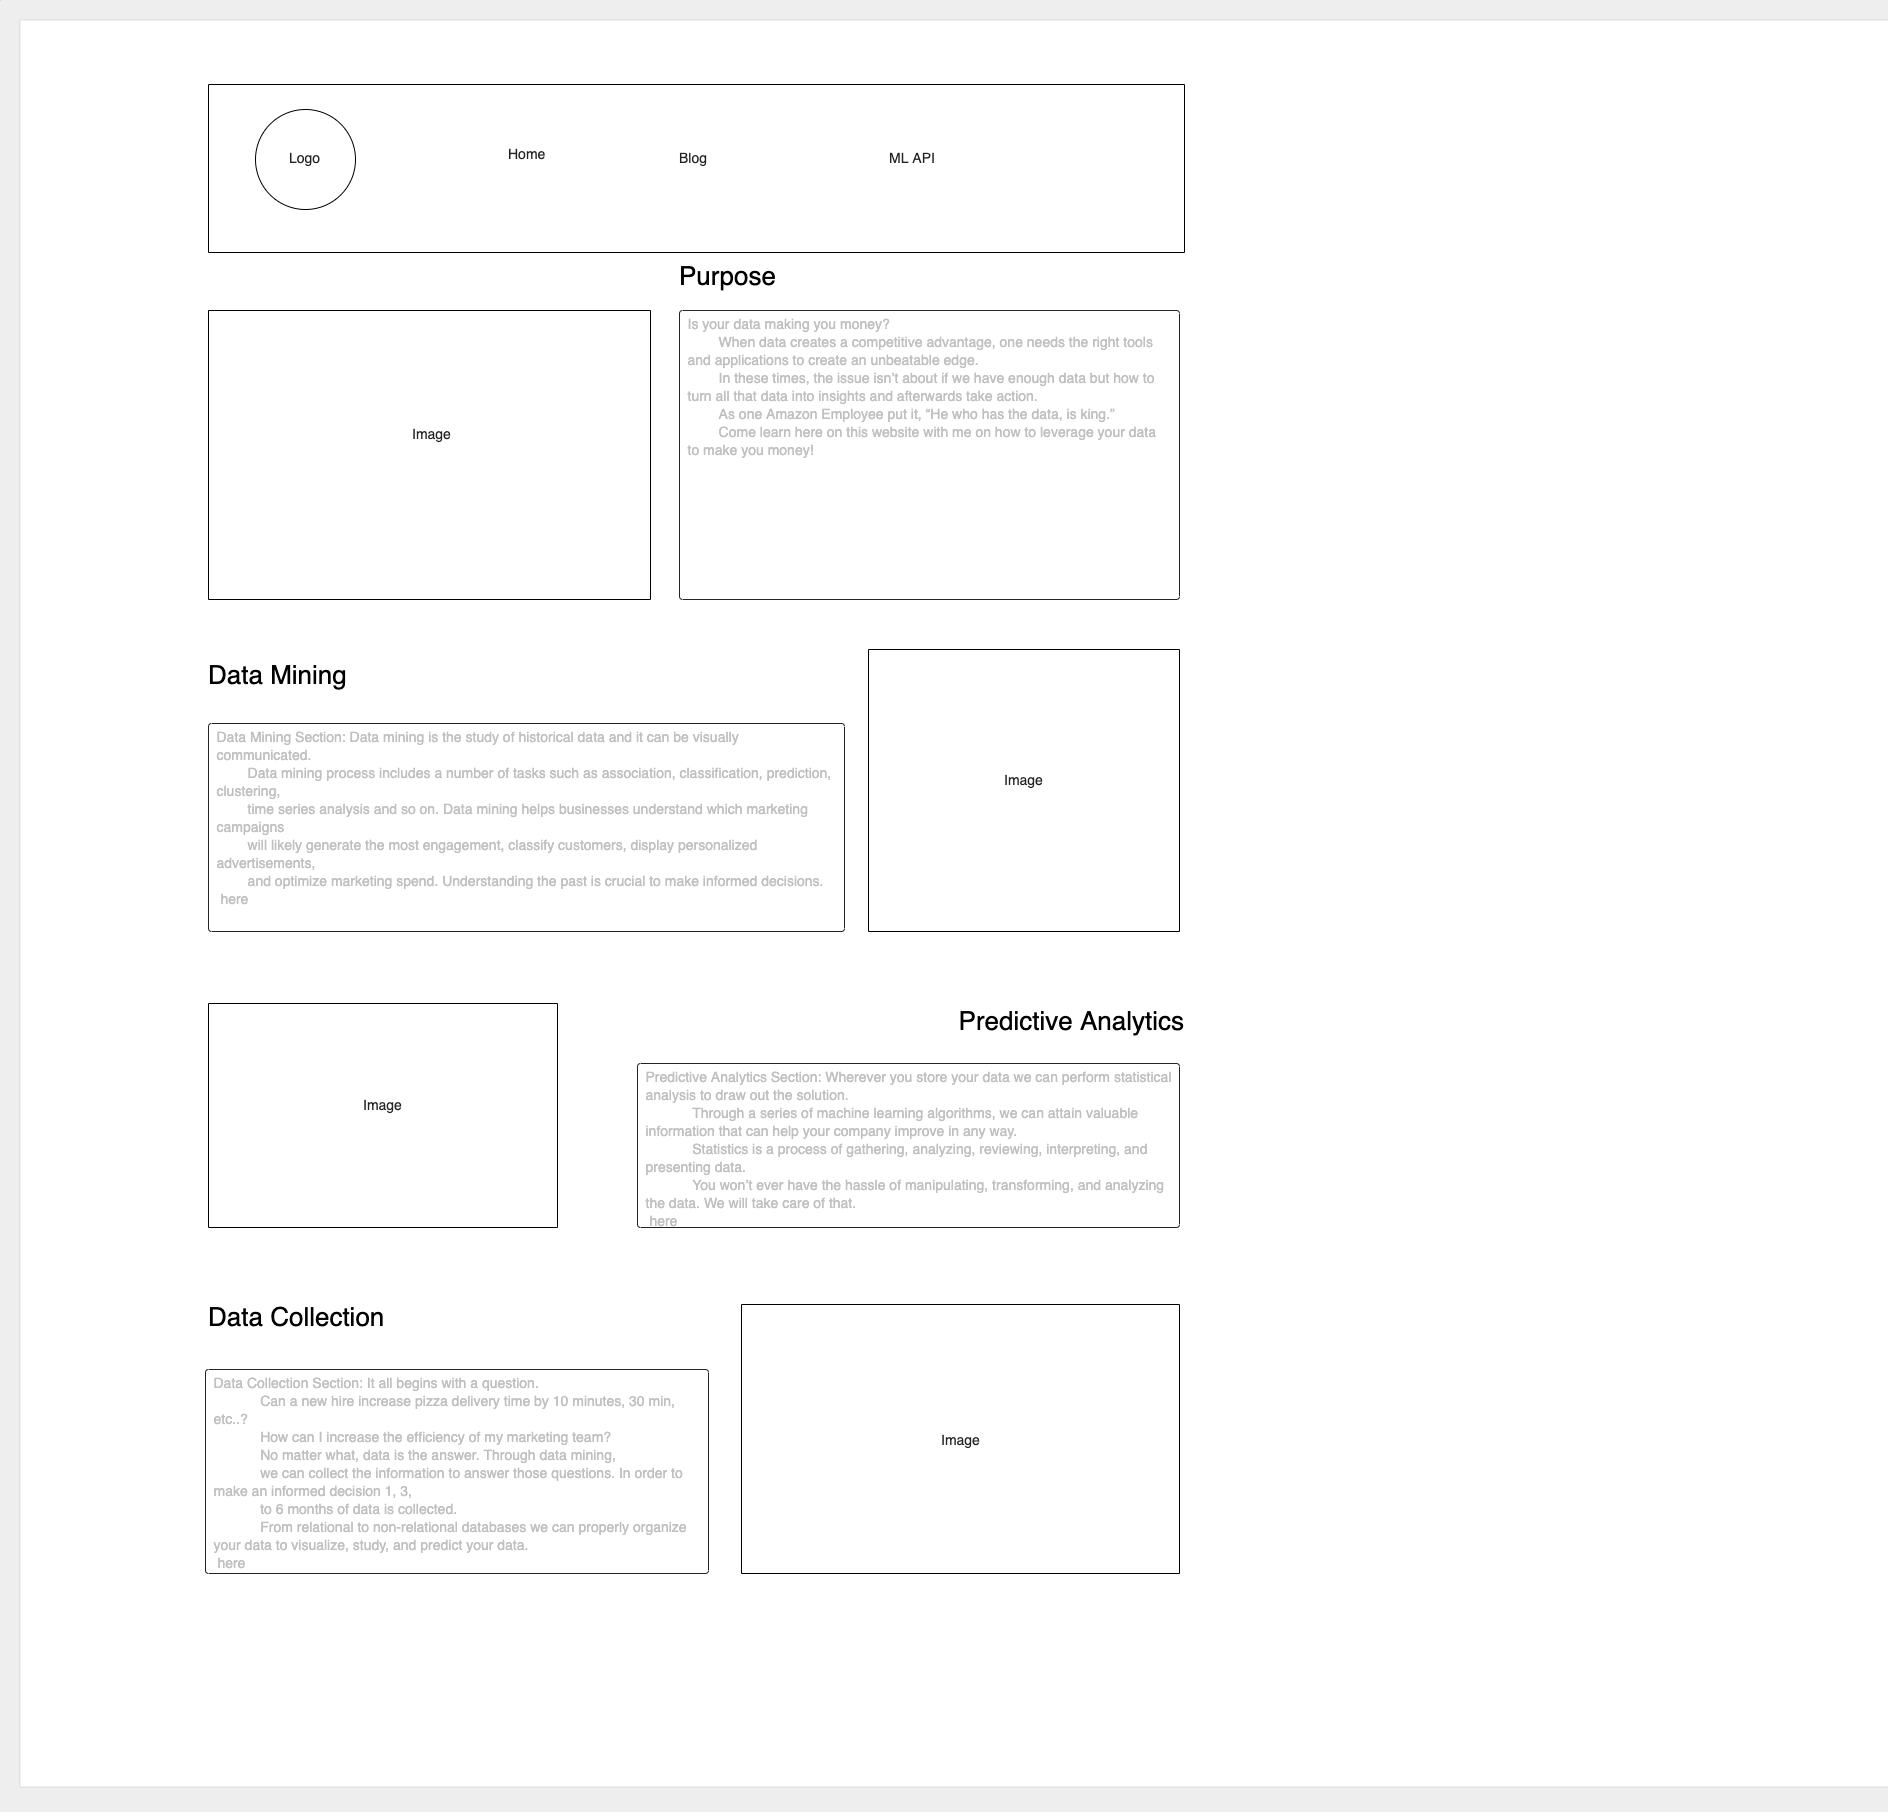 Logo
Home
Blog
ML API
Purpose
Image
Is your data making you money?
When data creates a competitive advantage, one needs the right tools
and applications to create an unbeatable edge.
In these times, the issue isn't about if we have enough data but how to
turn all that data into insights and afterwards take action.
As one Amazon Employee put it, “He who has the data, is king.”
Come learn here on this website with me on how to leverage your data
to make you money!
Data Mining
Data Mining Section: Data mining is the study of historical data and it can be visually
communicated.
Data mining process includes a number of tasks such as association, classification, prediction,
clustering,
time series analysis and so on. Data mining helps businesses understand which marketing
campaigns
will likely generate the most engagement, classify customers, display personalized
advertisements,
and optimize marketing spend. Understanding the past is crucial to make informed decisions.
here
Image
Image
Predictive Analytics
Predictive Analytics Section: Wherever you store your data we can perform statistical
analysis to draw out the solution.
Through a series of machine learning algorithms, we can attain valuable
information that can help your company improve in any way.
Statistics is a process of gathering, analyzing, reviewing, interpreting, and
presenting data.
You won't ever have the hassle of manipulating, transforming, and analyzing
the data. We will take care of that.
here
Data Collection
Data Collection Section: It all begins with a question.
Can a new hire increase pizza delivery time by 10 minutes, 30 min,
etc..?
How can I increase the efficiency of my marketing team?
No matter what, data is the answer. Through data mining,
we can collect the information to answer those questions. In order to
make an informed decision 1, 3,
to 6 months of data is collected.
From relational to non-relational databases we can properly organize
your data to visualize, study, and predict your data.
here
Image